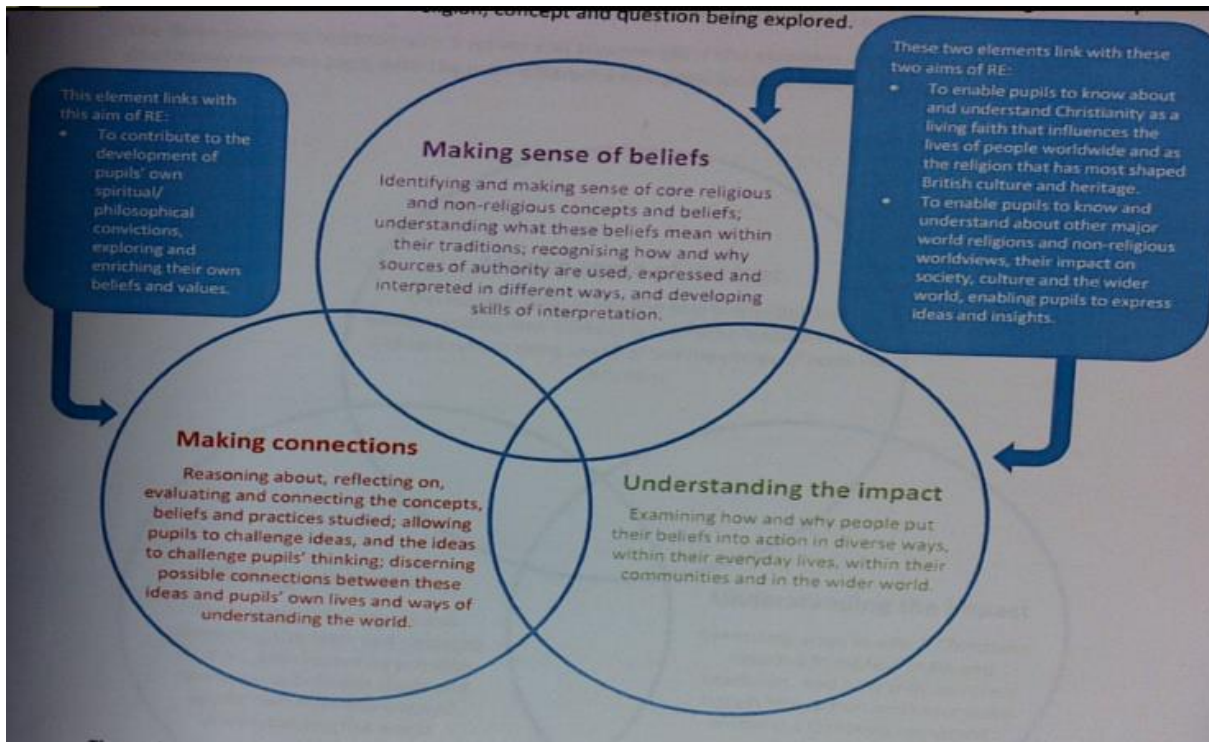 religion, concept and question being explored.
This element links with
this aim of RE:
• To contribute to the
development of
pupils' own
spiritual/
philosophical
convictions,
exploring and
enriching their own
beliefs and values.
These two elements link with these
two aims of RE:
• To enable pupils to know about
and understand Christianity as a
living faith that influences the
lives of people worldwide and as
the religion that has most shaped
British culture and heritage.
• To enable pupils to know and
understand about other major
world religions and non-religious
worldviews, their impact on
society, culture and the wider
world, enabling pupils to express
ideas and insights.
Making sense of beliefs
Identifying and making sense of core religious
and non-religious concepts and beliefs;
understanding what these beliefs mean within
their traditions; recognising how and why
sources of authority are used, expressed and
interpreted in different ways, and developing
skills of interpretation.
Making connections
Reasoning about, reflecting on,
evaluating and connecting the concepts,
beliefs and practices studied; allowing
pupils to challenge ideas, and the ideas
to challenge pupils' thinking; discerning
possible connections between these
ideas and pupils' own lives and ways of
understanding the world.
Understanding the impact
Examining how and why people put
their beliefs into action in diverse ways,
within their everyday lives, within their
communities and in the wider world.